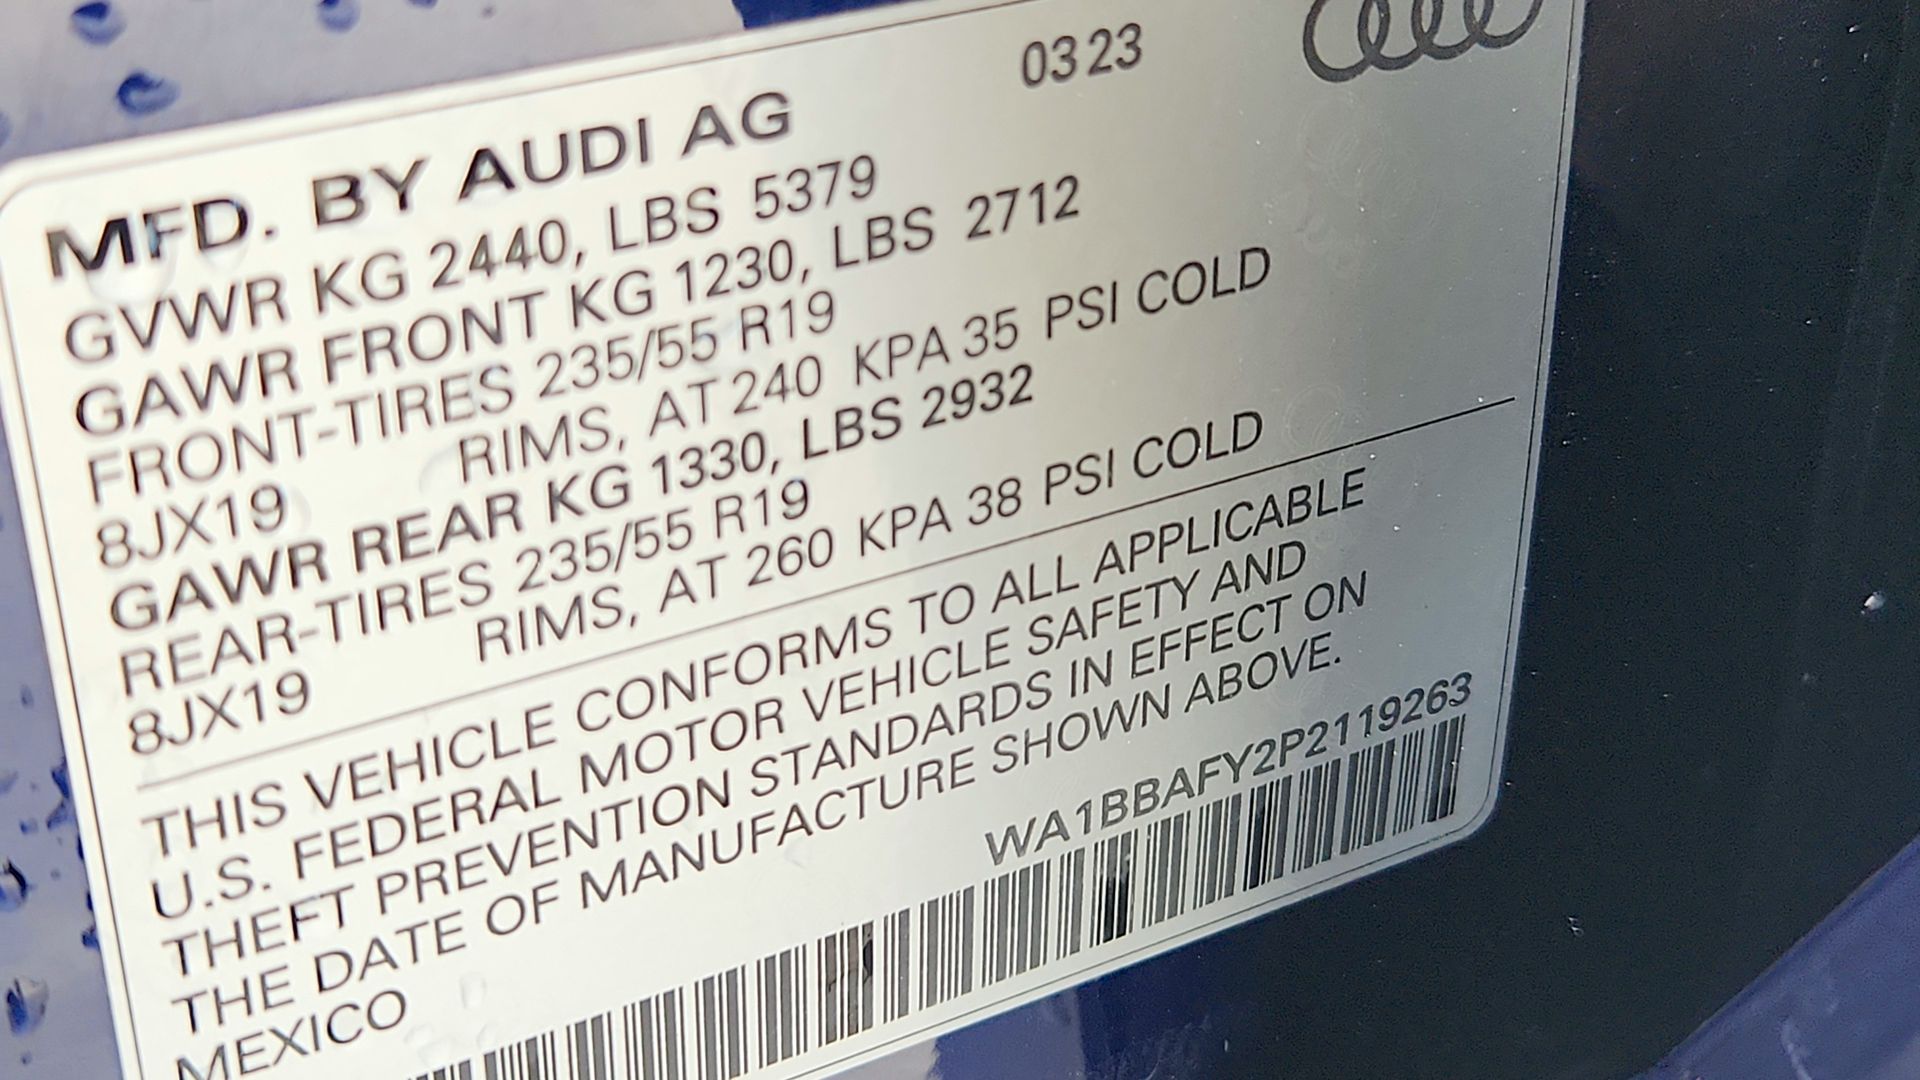 03 23
MFD. BY AUDI AG
GVWR KG 2440, LBS 5379
GAWR FRONT KG 1230, LBS 2712
FRONT-TIRES 235/55 R19
8JX19 RIMS, AT 240 KPA 35 PSI COLD
GAWR REAR KG 1330, LBS 2932
REAR-TIRES 235/55 R19
8JX19 RIMS, AT 260 KPA 38 PSI COLD
THIS VEHICLE CONFORMS TO ALL APPLICABLE
U.S. FEDERAL MOTOR VEHICLE SAFETY AND
THEFT PREVENTION STANDARDS IN EFFECT ON
THE DATE OF MANUFACTURE SHOWN ABOVE.
MEXICO WA1BBAFY2P2119263